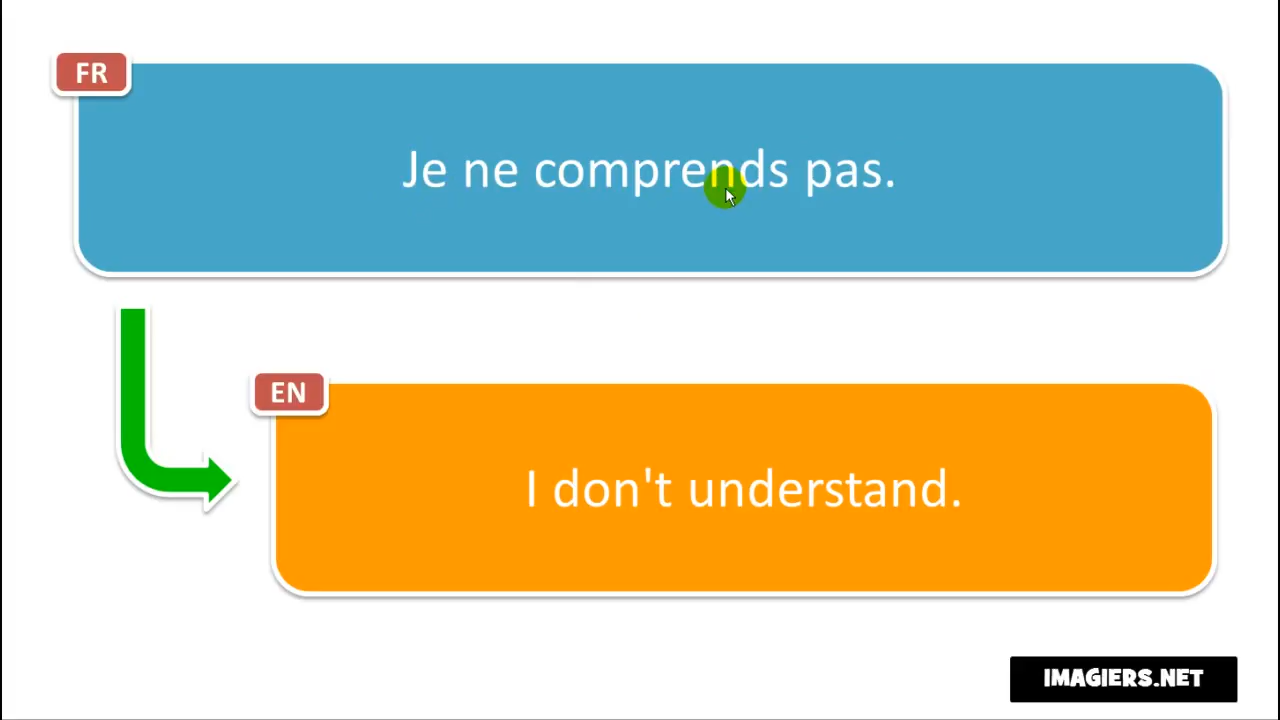 FR
Je ne comprends pas.
EN
I don't understand.
IMAGIERS.NET